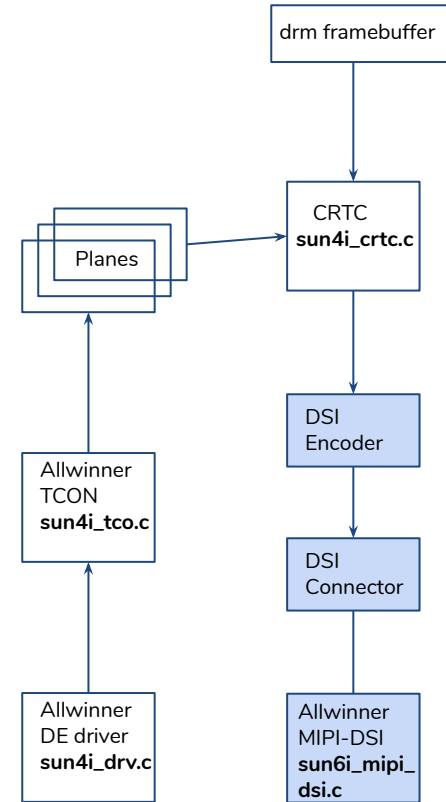 drm framebuffer
CRTC
sun4i_crtc.c
Planes
DSI
Encoder
Allwinner
TCON
sun4i_tco.c
DSI
Connector
Allwinner
DE driver
sun4i_drv.c
Allwinner
MIPI-DSI
sun6i_mipi_
dsi.c